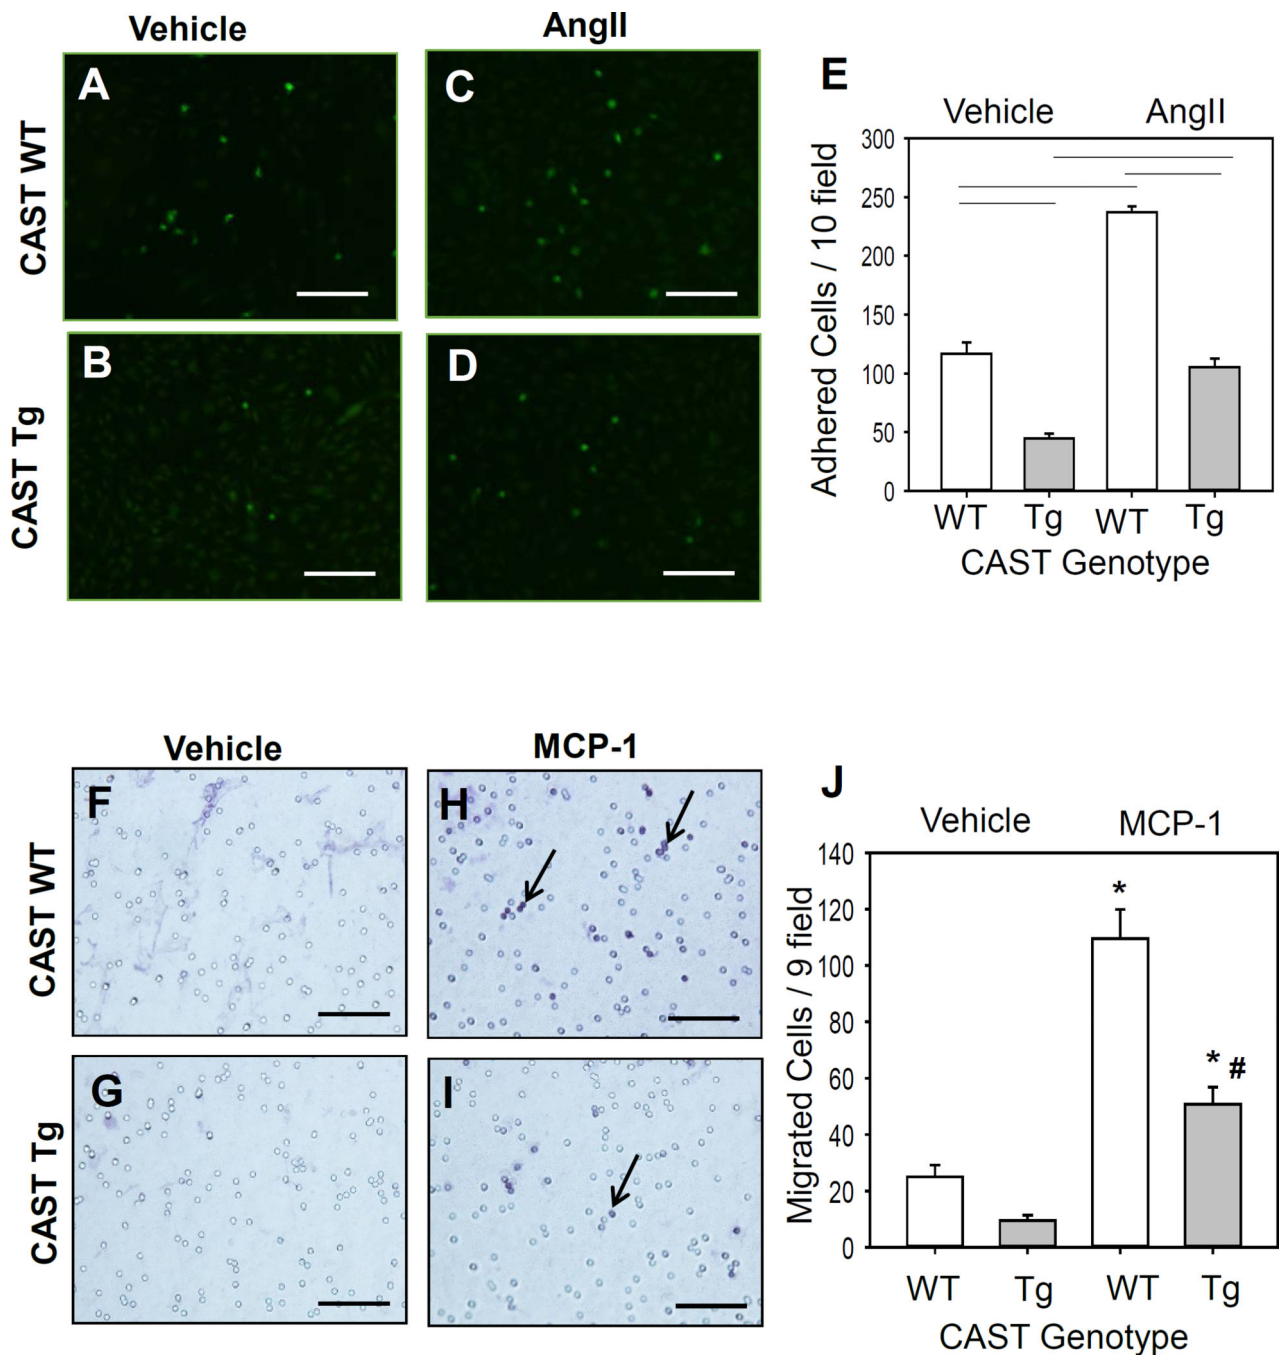 Vehicle
AngII
CAST WT
CAST Tg
A
C
B
D
E
Vehicle
AngII
Adhered Cells / 10 field
300
250
200
150
100
50
0
WT
Tg
WT
Tg
CAST Genotype
Vehicle
MCP-1
CAST WT
CAST Tg
F
H
G
I
J
Vehicle
MCP-1
Migrated Cells / 9 field
140
120
100
80
60
40
20
0
*
* #
WT
Tg
WT
Tg
CAST Genotype